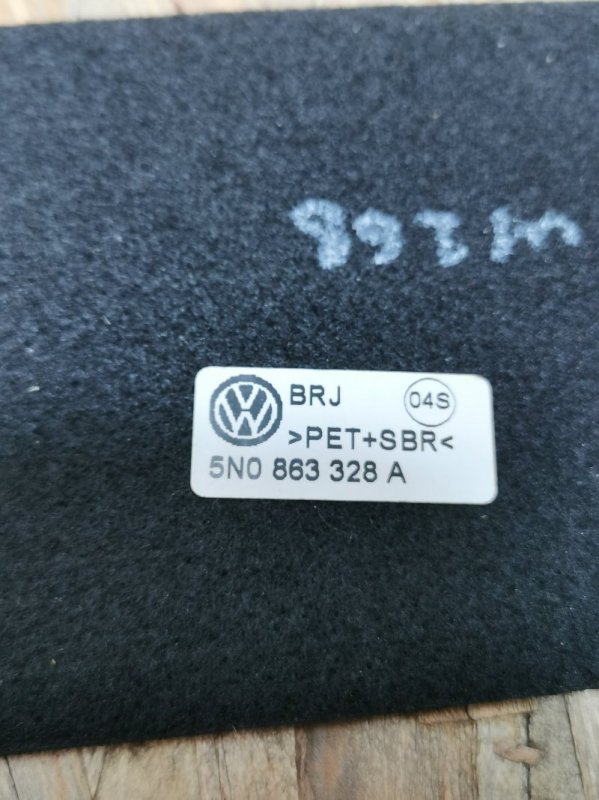 BRJ 04S
>PET+SBR<
5N0 863 328 A